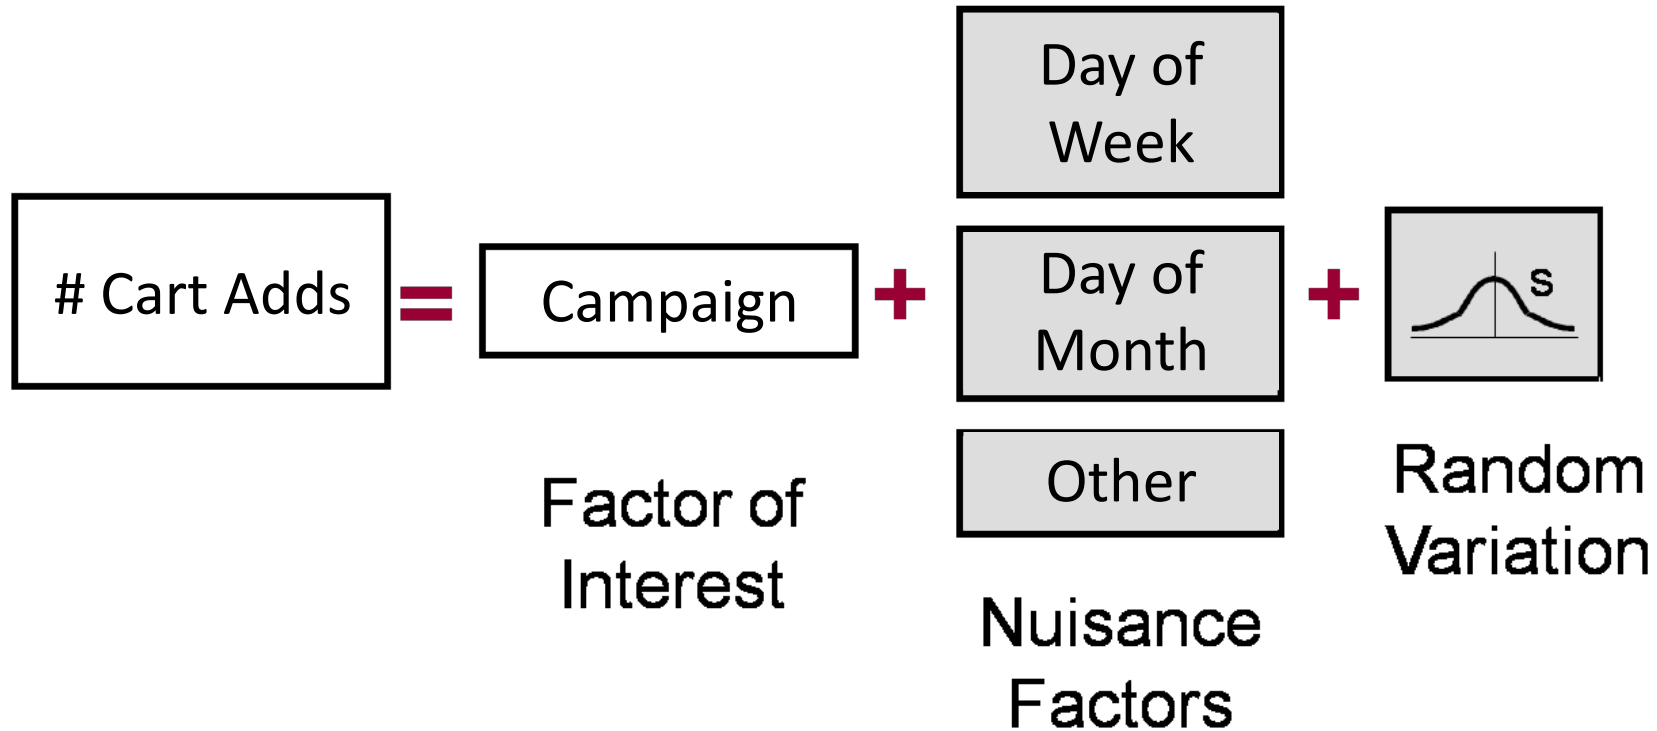 # Cart Adds
=
Campaign
Factor of
Interest
+
Day of
Week
Day of
Month
Other
Nuisance
Factors
+
s
Random
Variation